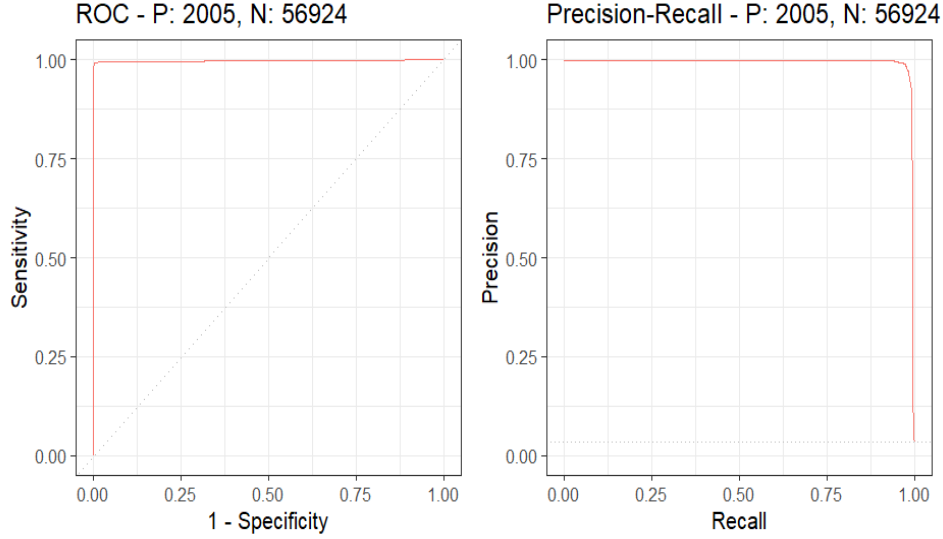 ROC - P: 2005, N: 56924
1.00
0.75
0.50
0.25
0.00
Sensitivity
0.00 0.25 0.50 0.75 1.00
1 - Specificity
Precision-Recall - P: 2005, N: 56924
1.00
0.75
0.50
0.25
0.00
Precision
0.00 0.25 0.50 0.75 1.00
Recall